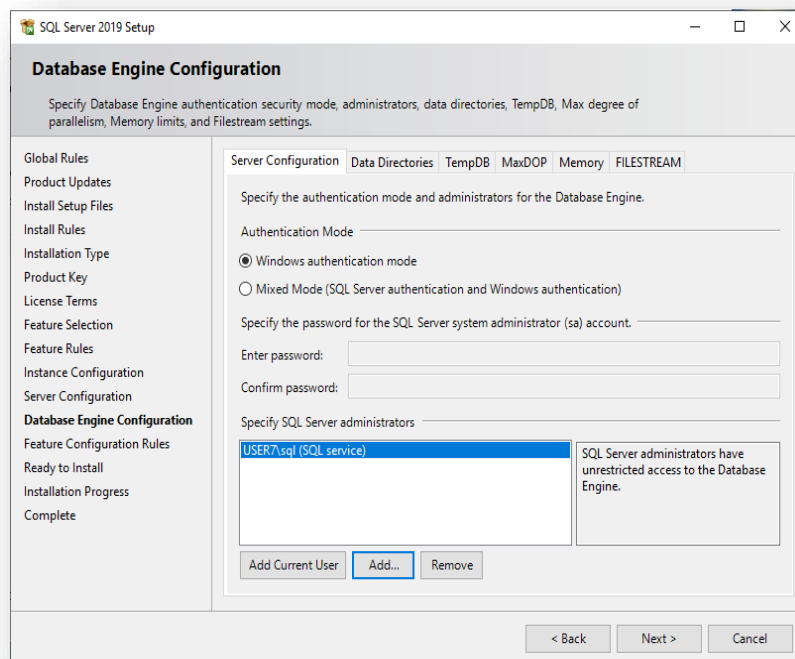 SQL Server 2019 Setup
Database Engine Configuration
Specify Database Engine authentication security mode, administrators, data directories, TempDB, Max degree of
parallelism, Memory limits, and Filestream settings.
Global Rules
Product Updates
Install Setup Files
Install Rules
Installation Type
Product Key
License Terms
Feature Selection
Feature Rules
Instance Configuration
Server Configuration
Database Engine Configuration
Feature Configuration Rules
Ready to Install
Installation Progress
Complete
Server Configuration Data Directories TempDB MaxDOP Memory FILESTREAM
Specify the authentication mode and administrators for the Database Engine.
Authentication Mode
Windows authentication mode
Mixed Mode (SQL Server authentication and Windows authentication)
Specify the password for the SQL Server system administrator (sa) account.
Enter password:
Confirm password:
Specify SQL Server administrators
USER7\sql (SQL service)
SQL Server administrators have
unrestricted access to the Database
Engine.
Add Current User Add... Remove
< Back Next > Cancel